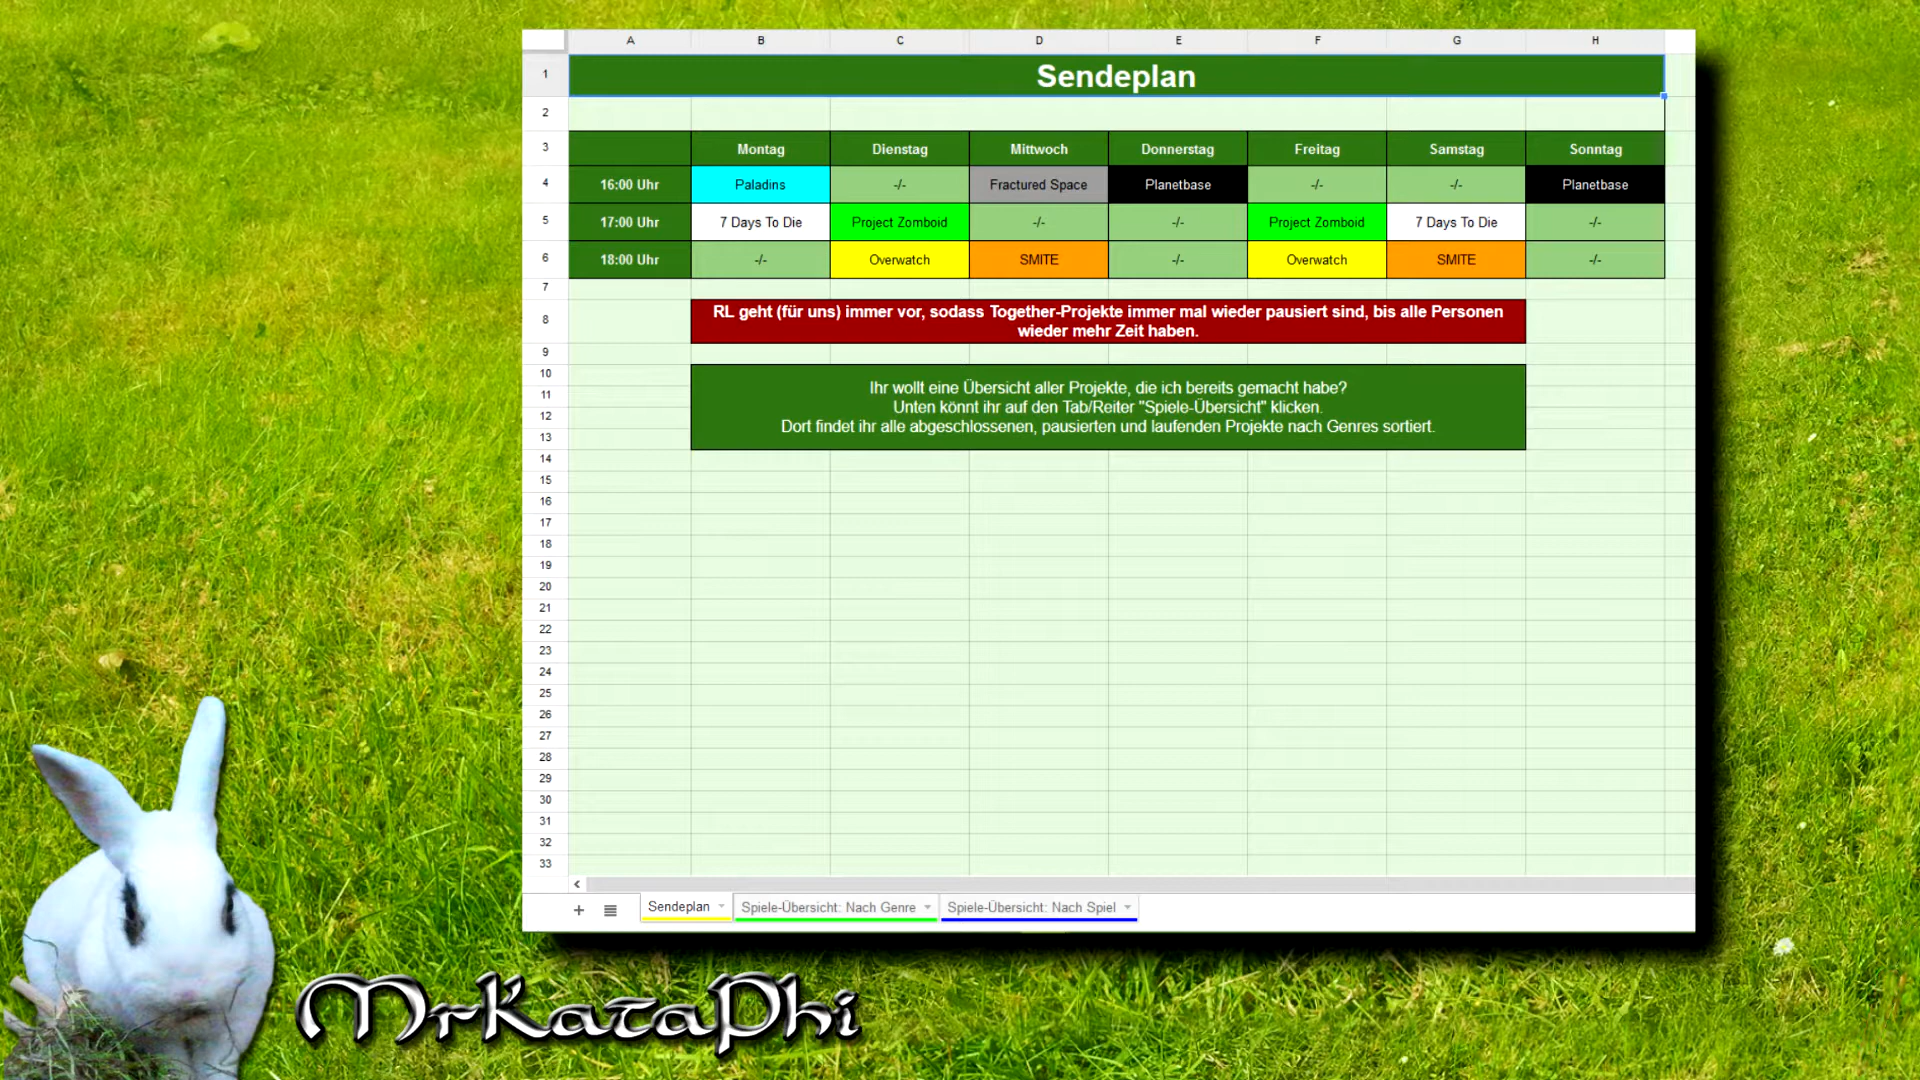 A B C D E F G H
1 Sendeplan
2
3 Montag Dienstag Mittwoch Donnerstag Freitag Samstag Sonntag
4 16:00 Uhr Paladins -/- Fractured Space Planetbase -/- -/- Planetbase
5 17:00 Uhr 7 Days To Die Project Zomboid -/- -/- Project Zomboid 7 Days To Die -/-
6 18:00 Uhr -/- Overwatch SMITE -/- Overwatch SMITE -/-
7
8 RL geht (für uns) immer vor, sodass Together-Projekte immer mal wieder pausiert sind, bis alle Personen
wieder mehr Zeit haben.
9
10
11 Ihr wollt eine Übersicht aller Projekte, die ich bereits gemacht habe?
12 Unten könnt ihr auf den Tab/Reiter "Spiele-Übersicht" klicken.
13 Dort findet ihr alle abgeschlossenen, pausierten und laufenden Projekte nach Genres sortiert.
14
15
16
17
18
19
20
21
22
23
24
25
26
27
28
29
30
31
32
33
Sendeplan Spiele-Übersicht: Nach Genre Spiele-Übersicht: Nach Spiel
MrKataPhi